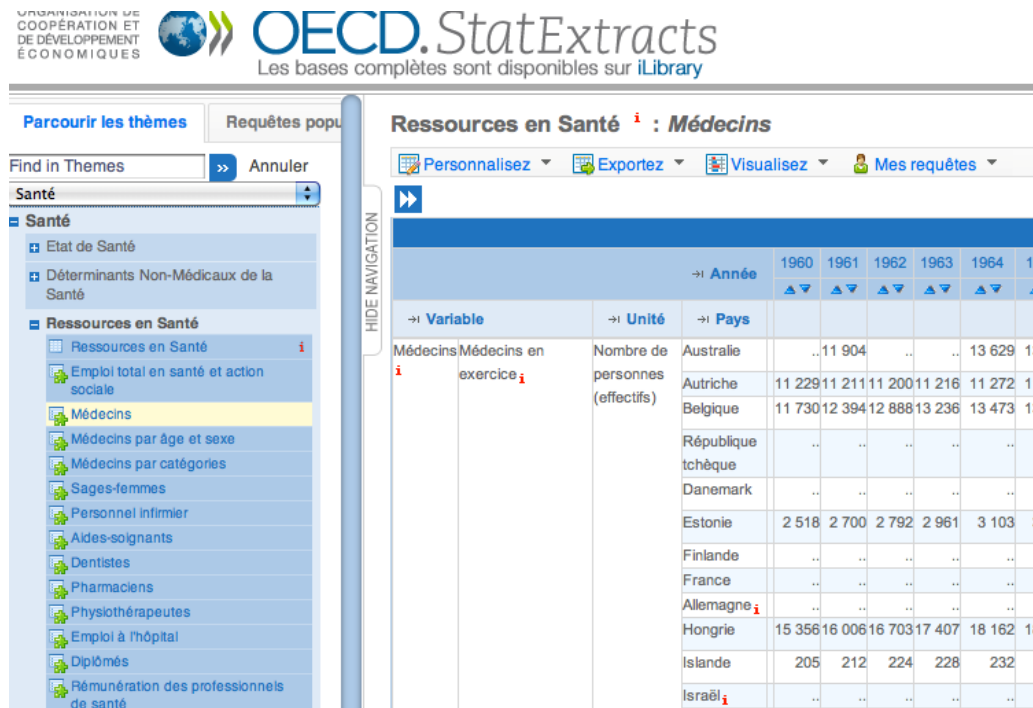 ORGANISATION DE
COOPÉRATION ET
DE DÉVELOPPEMENT
ÉCONOMIQUES
OECD.StatExtracts
Les bases complètes sont disponibles sur iLibrary
Parcourir les thèmes
Requêtes popu
Find in Themes
»
Annuler
Santé
Santé
Etat de Santé
Déterminants Non-Médicaux de la
Santé
Ressources en Santé
Ressources en Santé i
Emploi total en santé et action
sociale
Médecins
Médecins par âge et sexe
Médecins par catégories
Sages-femmes
Personnel infirmier
Aides-soignants
Dentistes
Pharmaciens
Physiothérapeutes
Emploi à l'hôpital
Diplômés
Rémunération des professionnels
de santé
HIDE NAVIGATION
Ressources en Santé i : Médecins
Personnalisez Exportez Visualisez Mes requêtes
Année 1960 1961 1962 1963 1964 1
Variable Unité Pays
Médecins i
Médecins en
exercice i
Nombre de
personnes
(effectifs)
Australie .. 11 904 .. .. 13 629 1
Autriche 11 229 11 211 11 200 11 216 11 272 1
Belgique 11 730 12 394 12 888 13 236 13 473 1
République
tchèque .. .. .. .. ..
Danemark .. .. .. .. ..
Estonie 2 518 2 700 2 792 2 961 3 103
Finlande .. .. .. .. ..
France .. .. .. .. ..
Allemagne i .. .. .. .. ..
Hongrie 15 356 16 006 16 703 17 407 18 162 1
Islande 205 212 224 228 232
Israël i .. .. .. .. ..